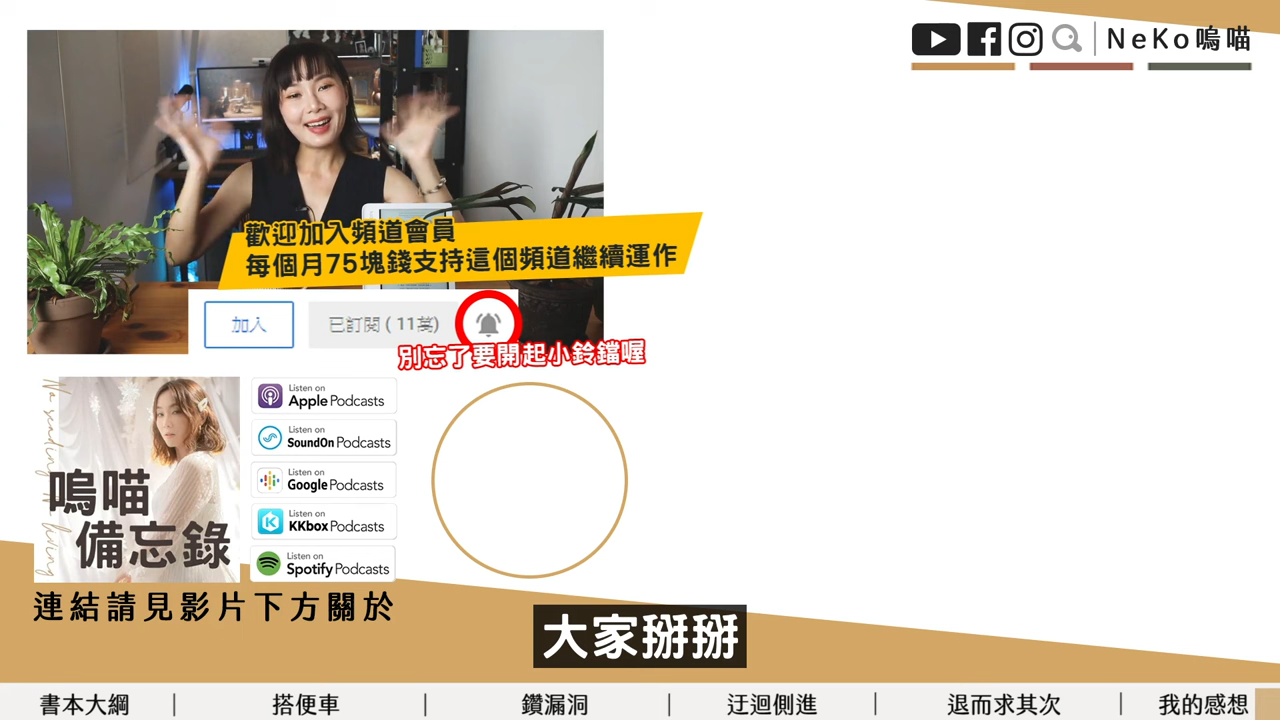 NeKo嗚喵
歡迎加入頻道會員
每個月75塊錢支持這個頻道繼續運作
加入
已訂閱 ( 11萬)
別忘了要開起小鈴鐺喔
嗚喵
備忘錄
Listen on
Apple Podcasts
Listen on
SoundOn Podcasts
Listen on
Google Podcasts
Listen on
KKbox Podcasts
Listen on
Spotify Podcasts
連結請見影片下方關於
大家掰掰
書本大綱 | 搭便車 | 鑽漏洞 | 迂迴側進 | 退而求其次 | 我的感想